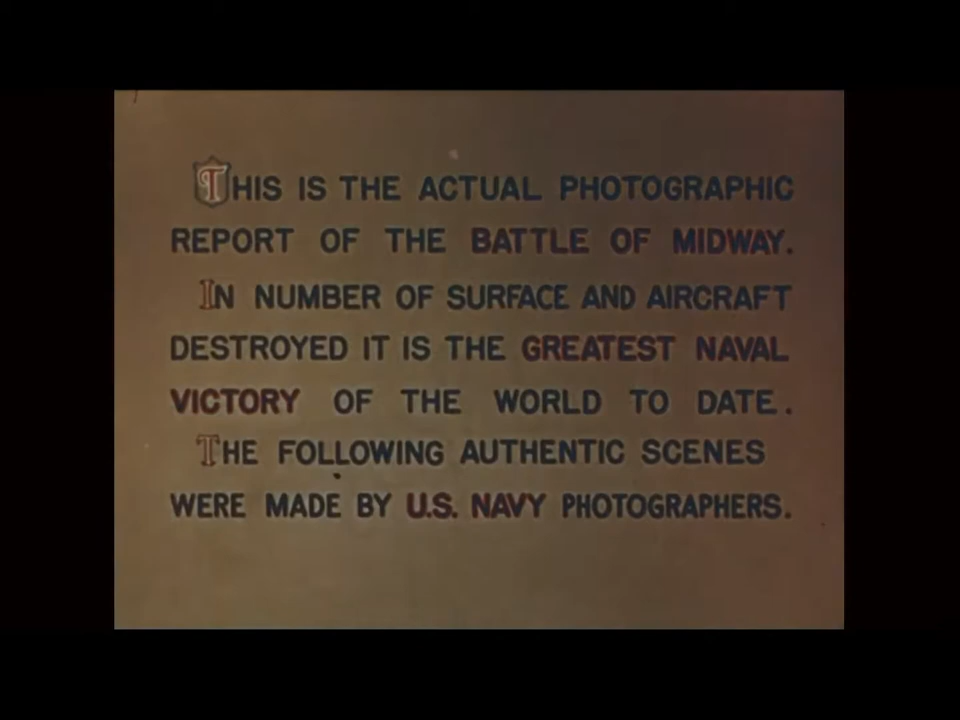 THIS IS THE ACTUAL PHOTOGRAPHIC
REPORT OF THE BATTLE OF MIDWAY.
IN NUMBER OF SURFACE AND AIRCRAFT
DESTROYED IT IS THE GREATEST NAVAL
VICTORY OF THE WORLD TO DATE.
THE FOLLOWING AUTHENTIC SCENES
WERE MADE BY U.S. NAVY PHOTOGRAPHERS.